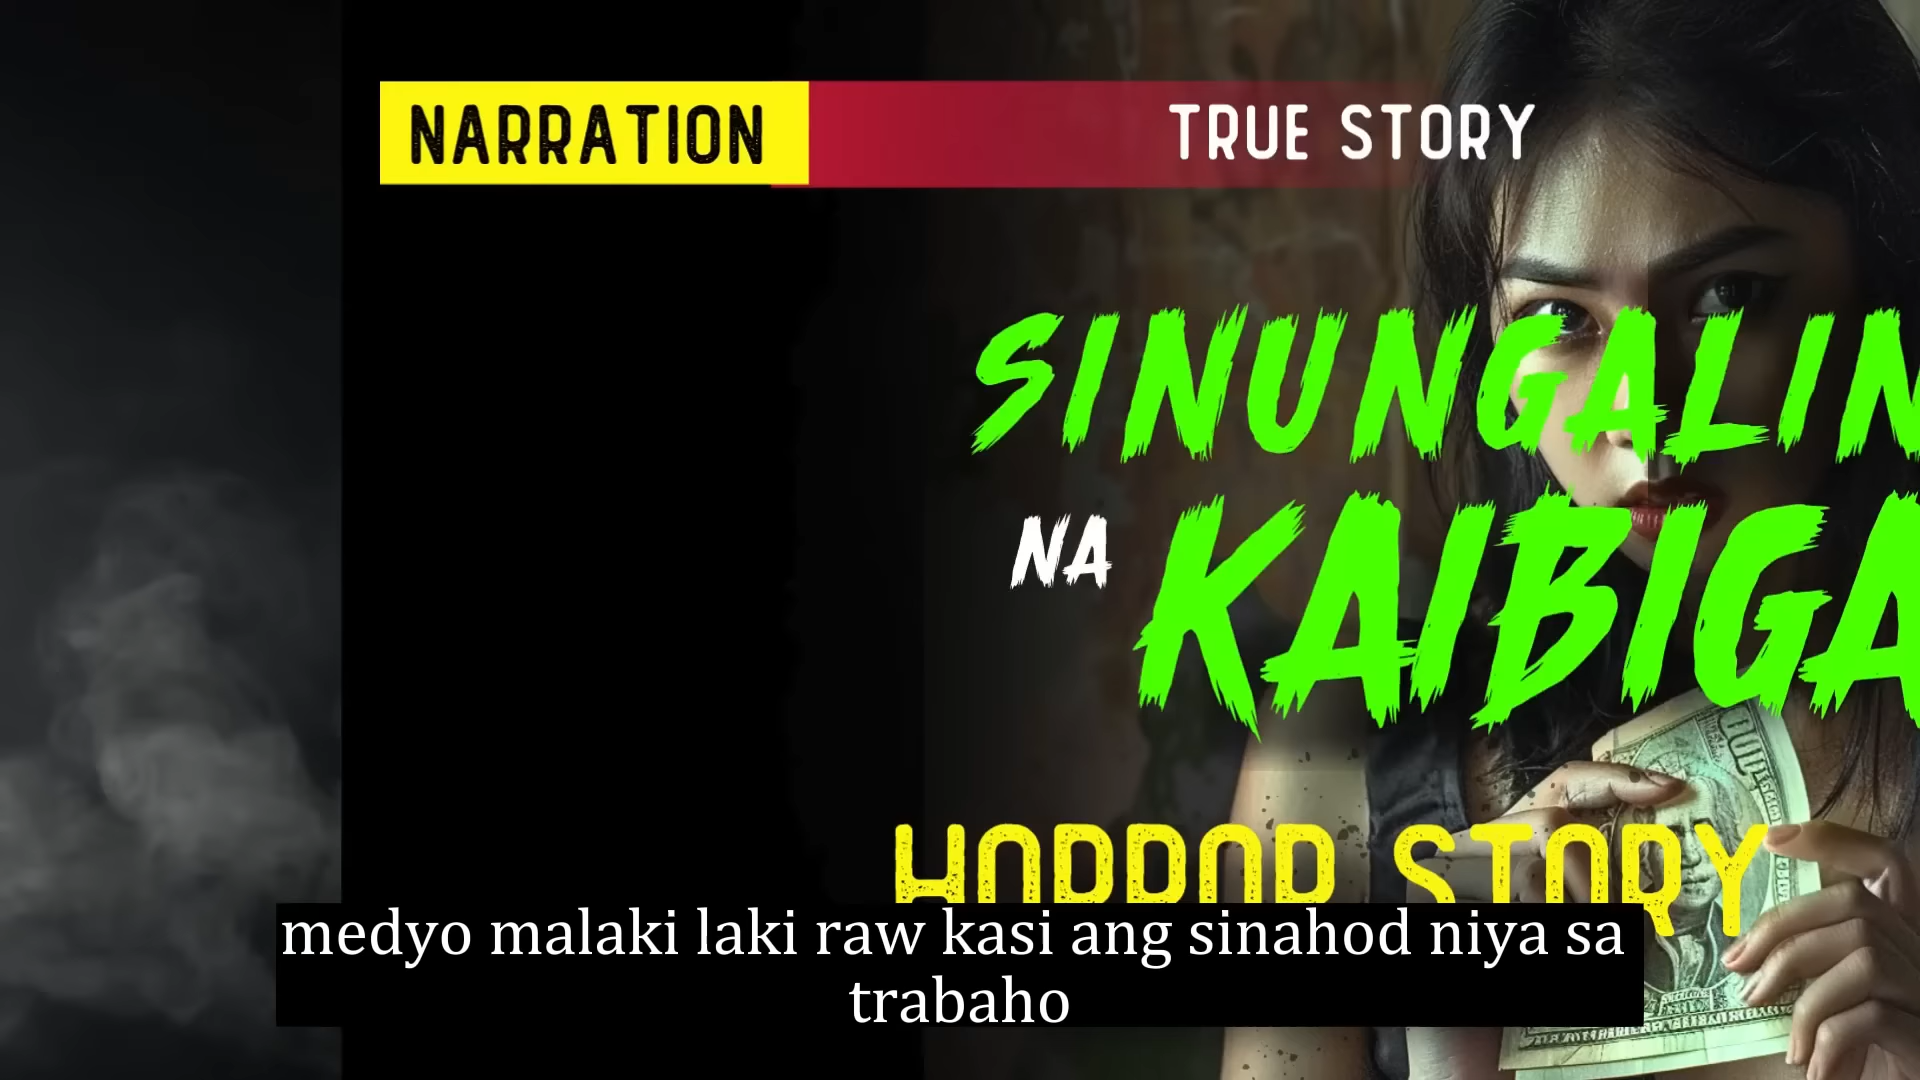 NARRATION
TRUE STORY
SINUNGALIN
NA KAIBIGA
HORROR STORY
medyo malaki laki raw kasi ang sinahod niya sa
trabaho